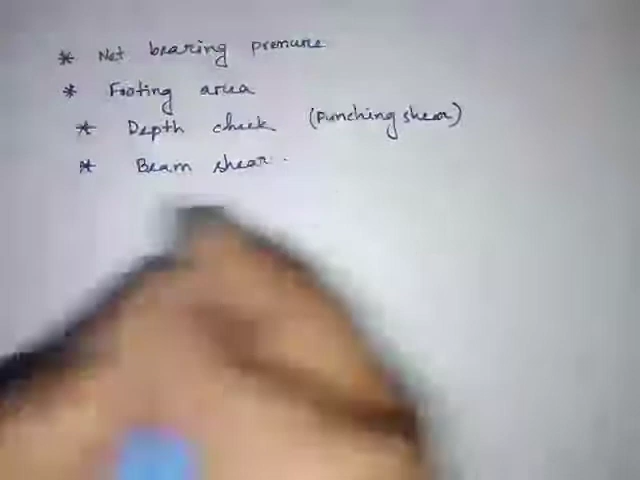 * Net bearing pressure
* Footing area
* Depth check (Punching shear)
* Beam shear.